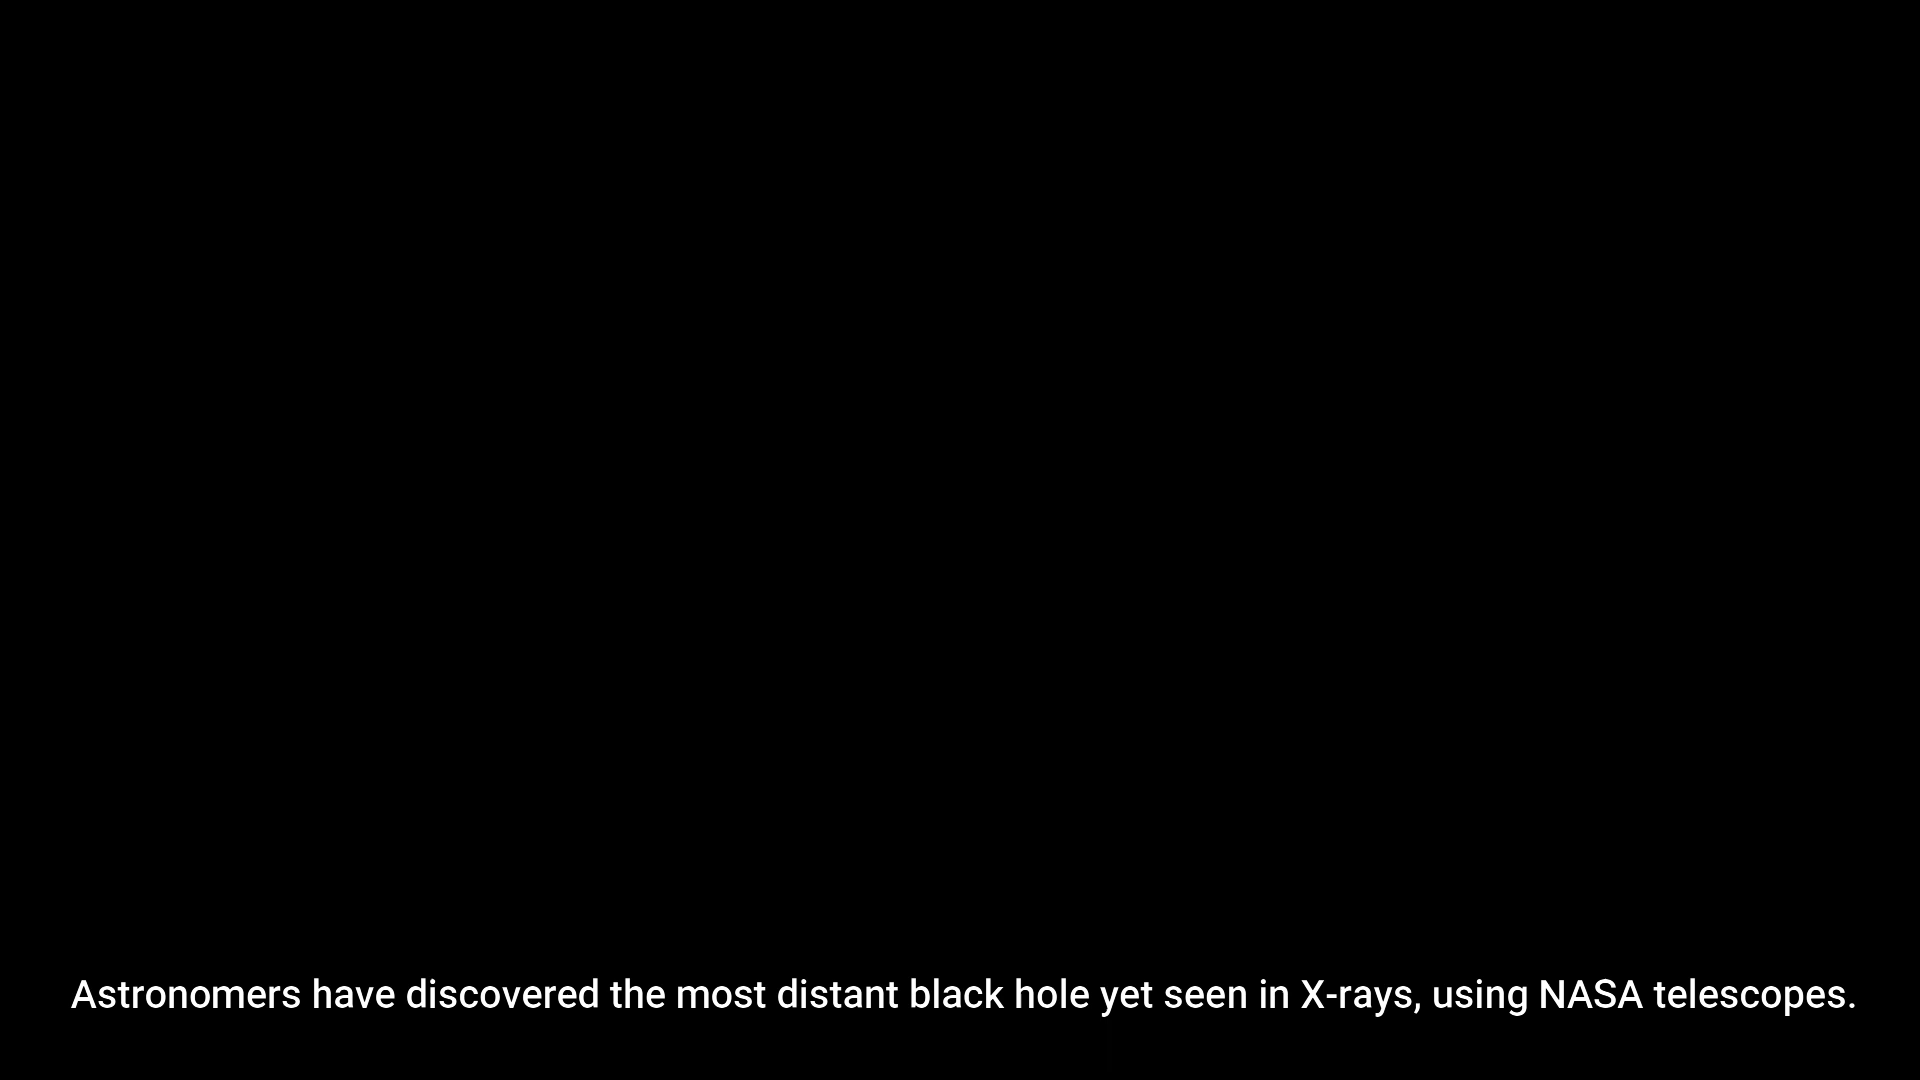 Astronomers have discovered the most distant black hole yet seen in X-rays, using NASA telescopes.